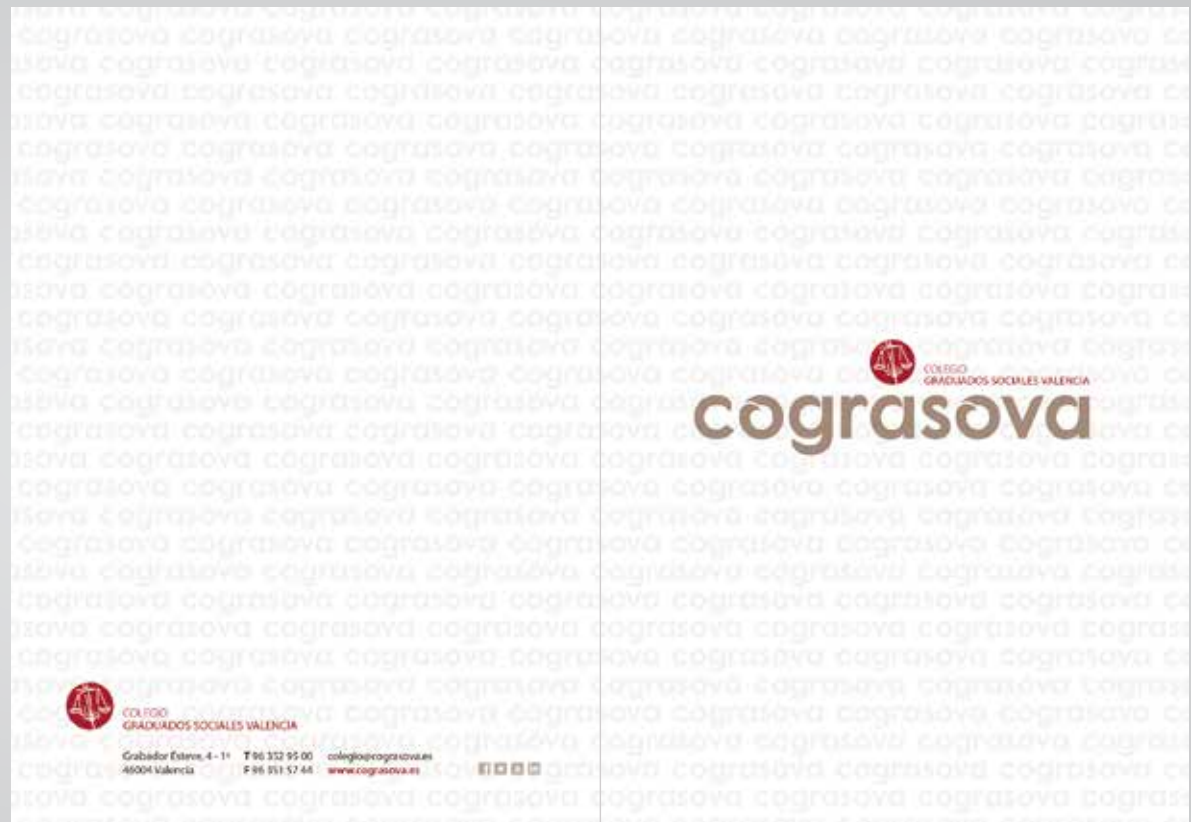 COLEGIO
GRADUADOS SOCIALES VALENCIA
cograsova
COLEGIO
GRADUADOS SOCIALES VALENCIA
Grabador Esteve, 4 - 1ª T 96 352 95 00 colegio@cograsova.es
46004 Valencia F 96 351 57 44 www.cograsova.es